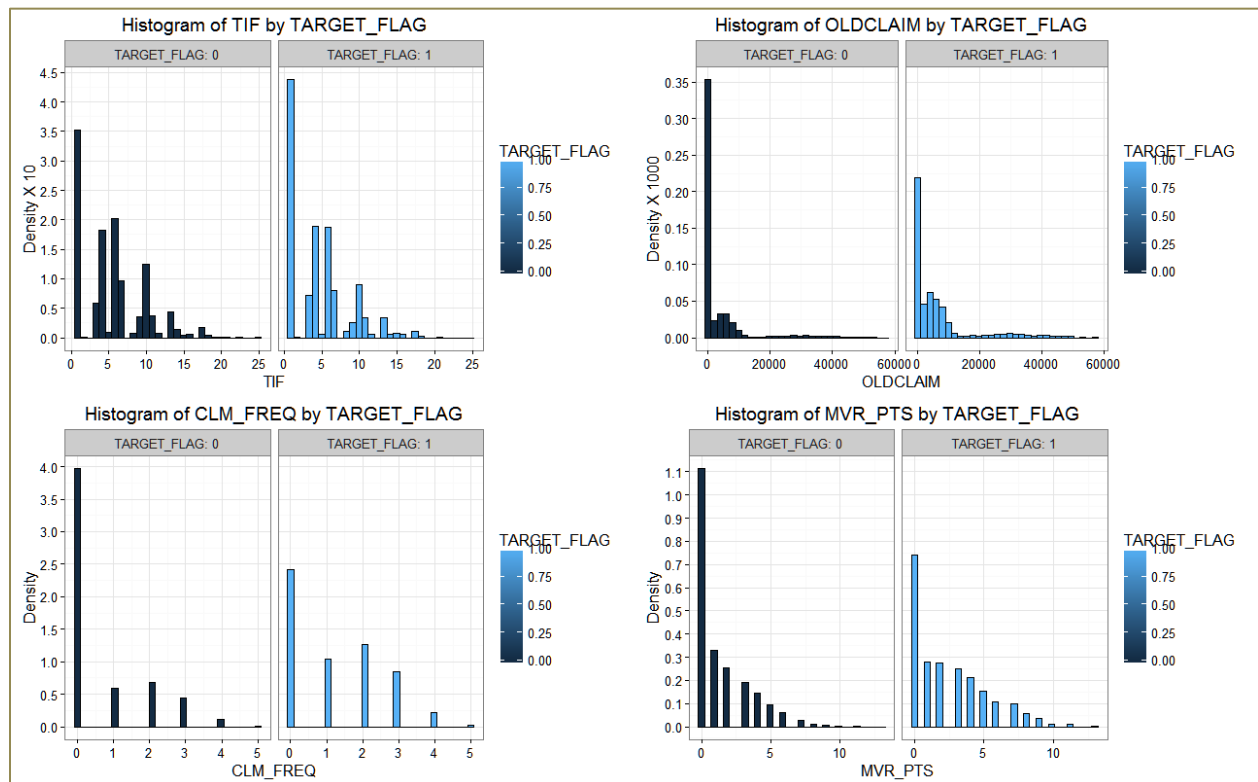 Histogram of TIF by TARGET_FLAG
TARGET_FLAG: 0 TARGET_FLAG: 1
4.5
4.0
3.5
3.0
2.5
2.0
1.5
1.0
0.5
0.0
Density X 10
0 5 10 15 20 25 0 5 10 15 20 25
TIF
TARGET_FLAG
1.00
0.75
0.50
0.25
0.00
Histogram of OLDCLAIM by TARGET_FLAG
TARGET_FLAG: 0 TARGET_FLAG: 1
0.35
0.30
0.25
0.20
0.15
0.10
0.05
0.00
Density X 1000
0 20000 40000 60000 0 20000 40000 60000
OLDCLAIM
TARGET_FLAG
1.00
0.75
0.50
0.25
0.00
Histogram of CLM_FREQ by TARGET_FLAG
TARGET_FLAG: 0 TARGET_FLAG: 1
4.0
3.5
3.0
2.5
2.0
1.5
1.0
0.5
0.0
Density
0 1 2 3 4 5 0 1 2 3 4 5
CLM_FREQ
TARGET_FLAG
1.00
0.75
0.50
0.25
0.00
Histogram of MVR_PTS by TARGET_FLAG
TARGET_FLAG: 0 TARGET_FLAG: 1
1.1
1.0
0.9
0.8
0.7
0.6
0.5
0.4
0.3
0.2
0.1
0.0
Density
0 5 10 0 5 10
MVR_PTS
TARGET_FLAG
1.00
0.75
0.50
0.25
0.00